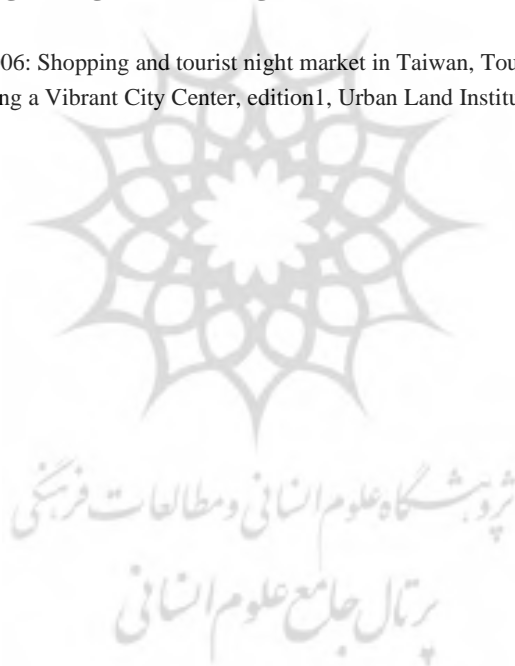 06: Shopping and tourist night market in Taiwan, Tou
ng a Vibrant City Center, edition1, Urban Land Institu
پژوهشگاه علوم انسانی و مطالعات فرهنگی
پرتال جامع علوم انسانی